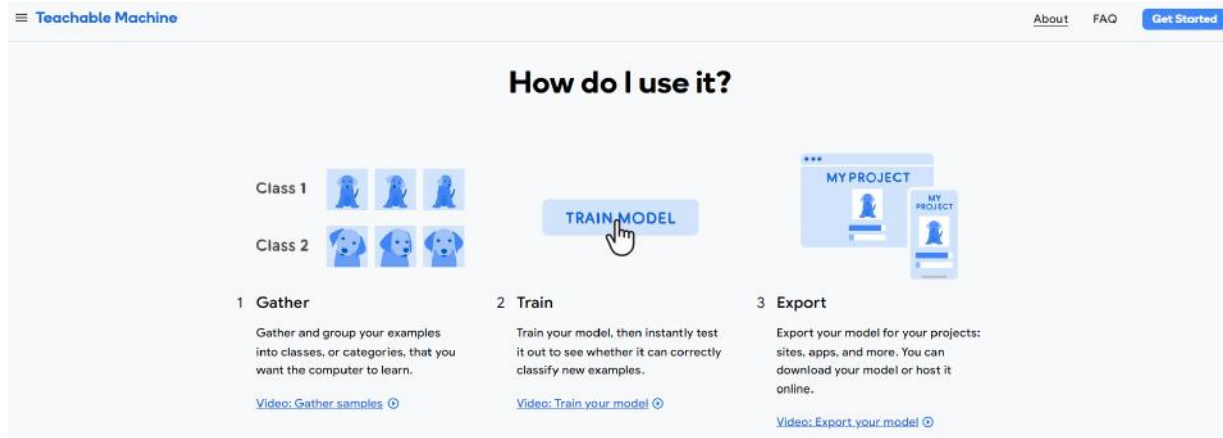 Teachable Machine
About FAQ Get Started
How do I use it?
Class 1
Class 2
TRAIN MODEL
MY PROJECT
MY
PROJECT
1 Gather
Gather and group your examples
into classes, or categories, that you
want the computer to learn.
Video: Gather samples
2 Train
Train your model, then instantly test
it out to see whether it can correctly
classify new examples.
Video: Train your model
3 Export
Export your model for your projects:
sites, apps, and more. You can
download your model or host it
online.
Video: Export your model